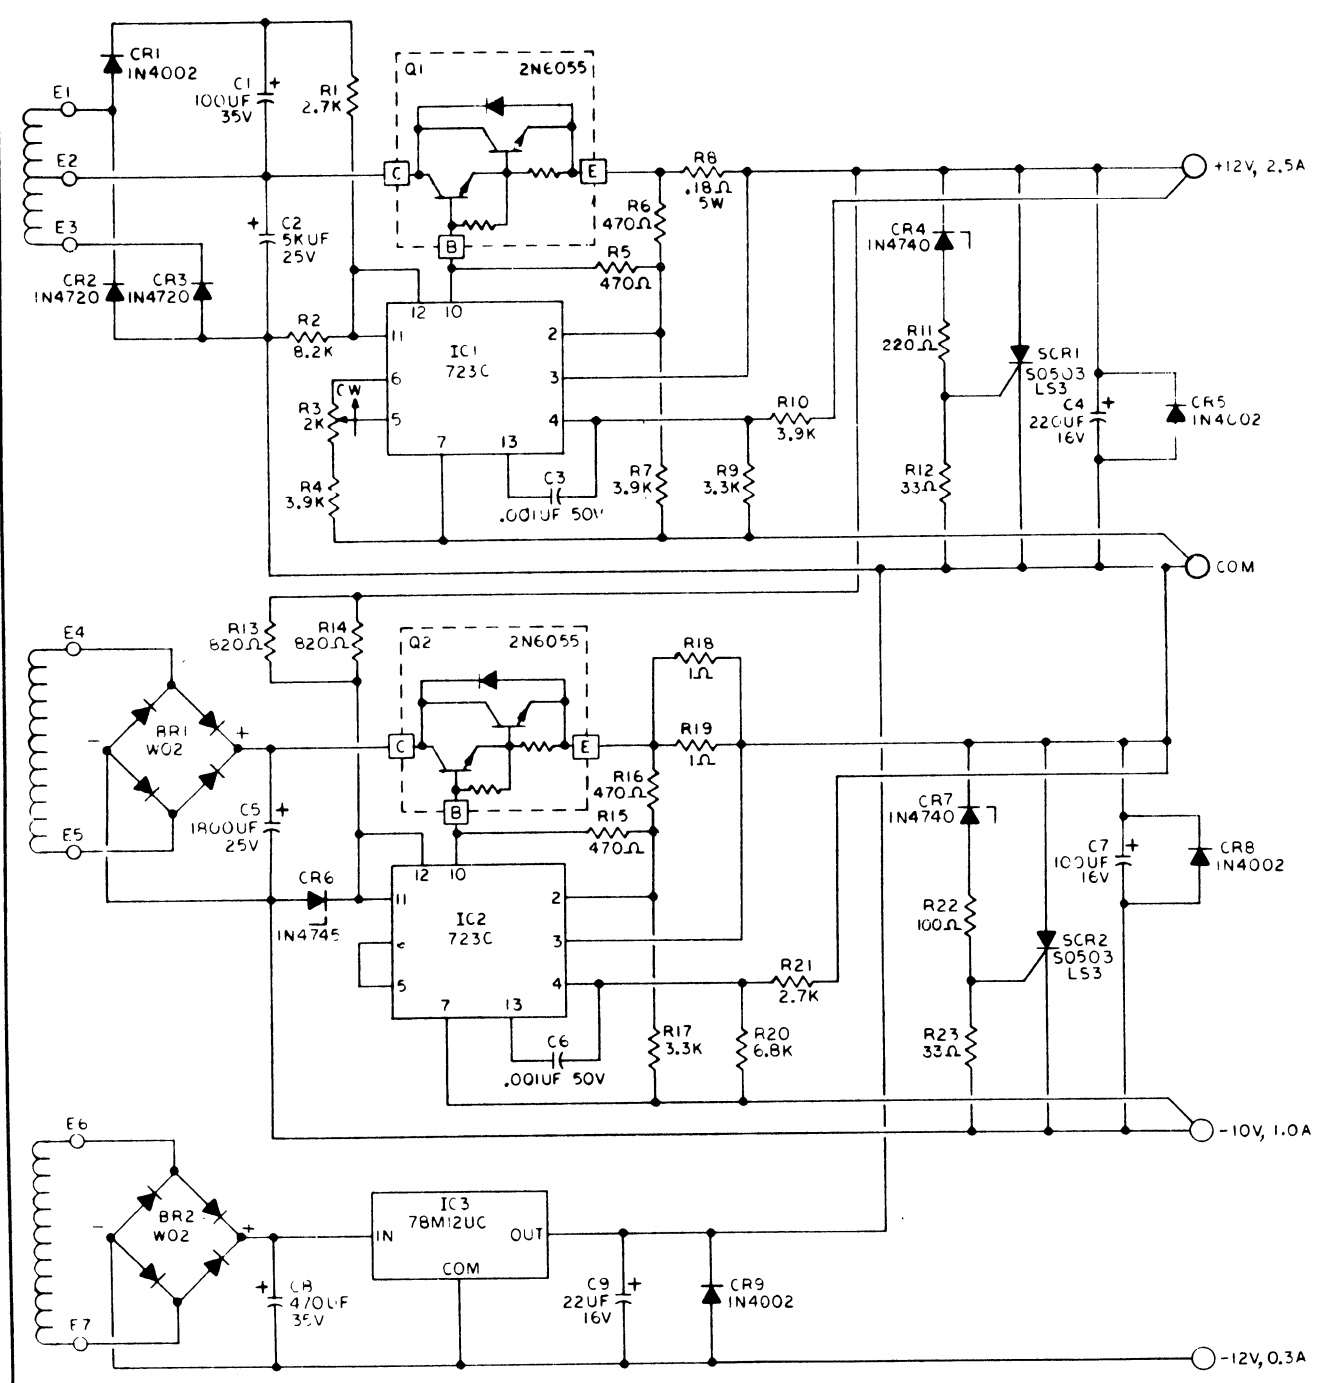 CR1
1N4002
C1
+
100UF
35V
R1
2.7K
Q1
2N6055
E1
E2
E3
C
E
B
R8
.18Ω
5W
+12V, 2.5A
R6
470Ω
R5
470Ω
+
C2
5KUF
25V
CR2
1N4720
CR3
1N4720
R2
8.2K
CR4
1N4740
12
10
11
IC1
723C
2
3
6
5
4
7
13
CW
R3
2K
R4
3.9K
R10
3.9K
C3
.001UF 50V
R7
3.9K
R9
3.3K
R11
220Ω
SCR1
S0503
LS3
R12
33Ω
C4
+
220UF
16V
CR5
1N4002
COM
R13
820Ω
R14
820Ω
Q2
2N6055
E4
E5
BR1
W02
−
+
C
E
B
R18
1Ω
R19
1Ω
R16
470Ω
R15
470Ω
C5
+
1800UF
25V
CR6
1N4745
12
10
11
IC2
723C
2
3
5
4
7
13
CR7
1N4740
C7
+
100UF
16V
CR8
1N4002
R22
100Ω
SCR2
S0503
LS3
R21
2.7K
C6
.001UF 50V
R17
3.3K
R20
6.8K
R23
33Ω
-10V, 1.0A
E6
E7
BR2
W02
−
+
IC3
78M12UC
IN
OUT
COM
+
C8
470UF
35V
C9
+
22UF
16V
CR9
1N4002
-12V, 0.3A